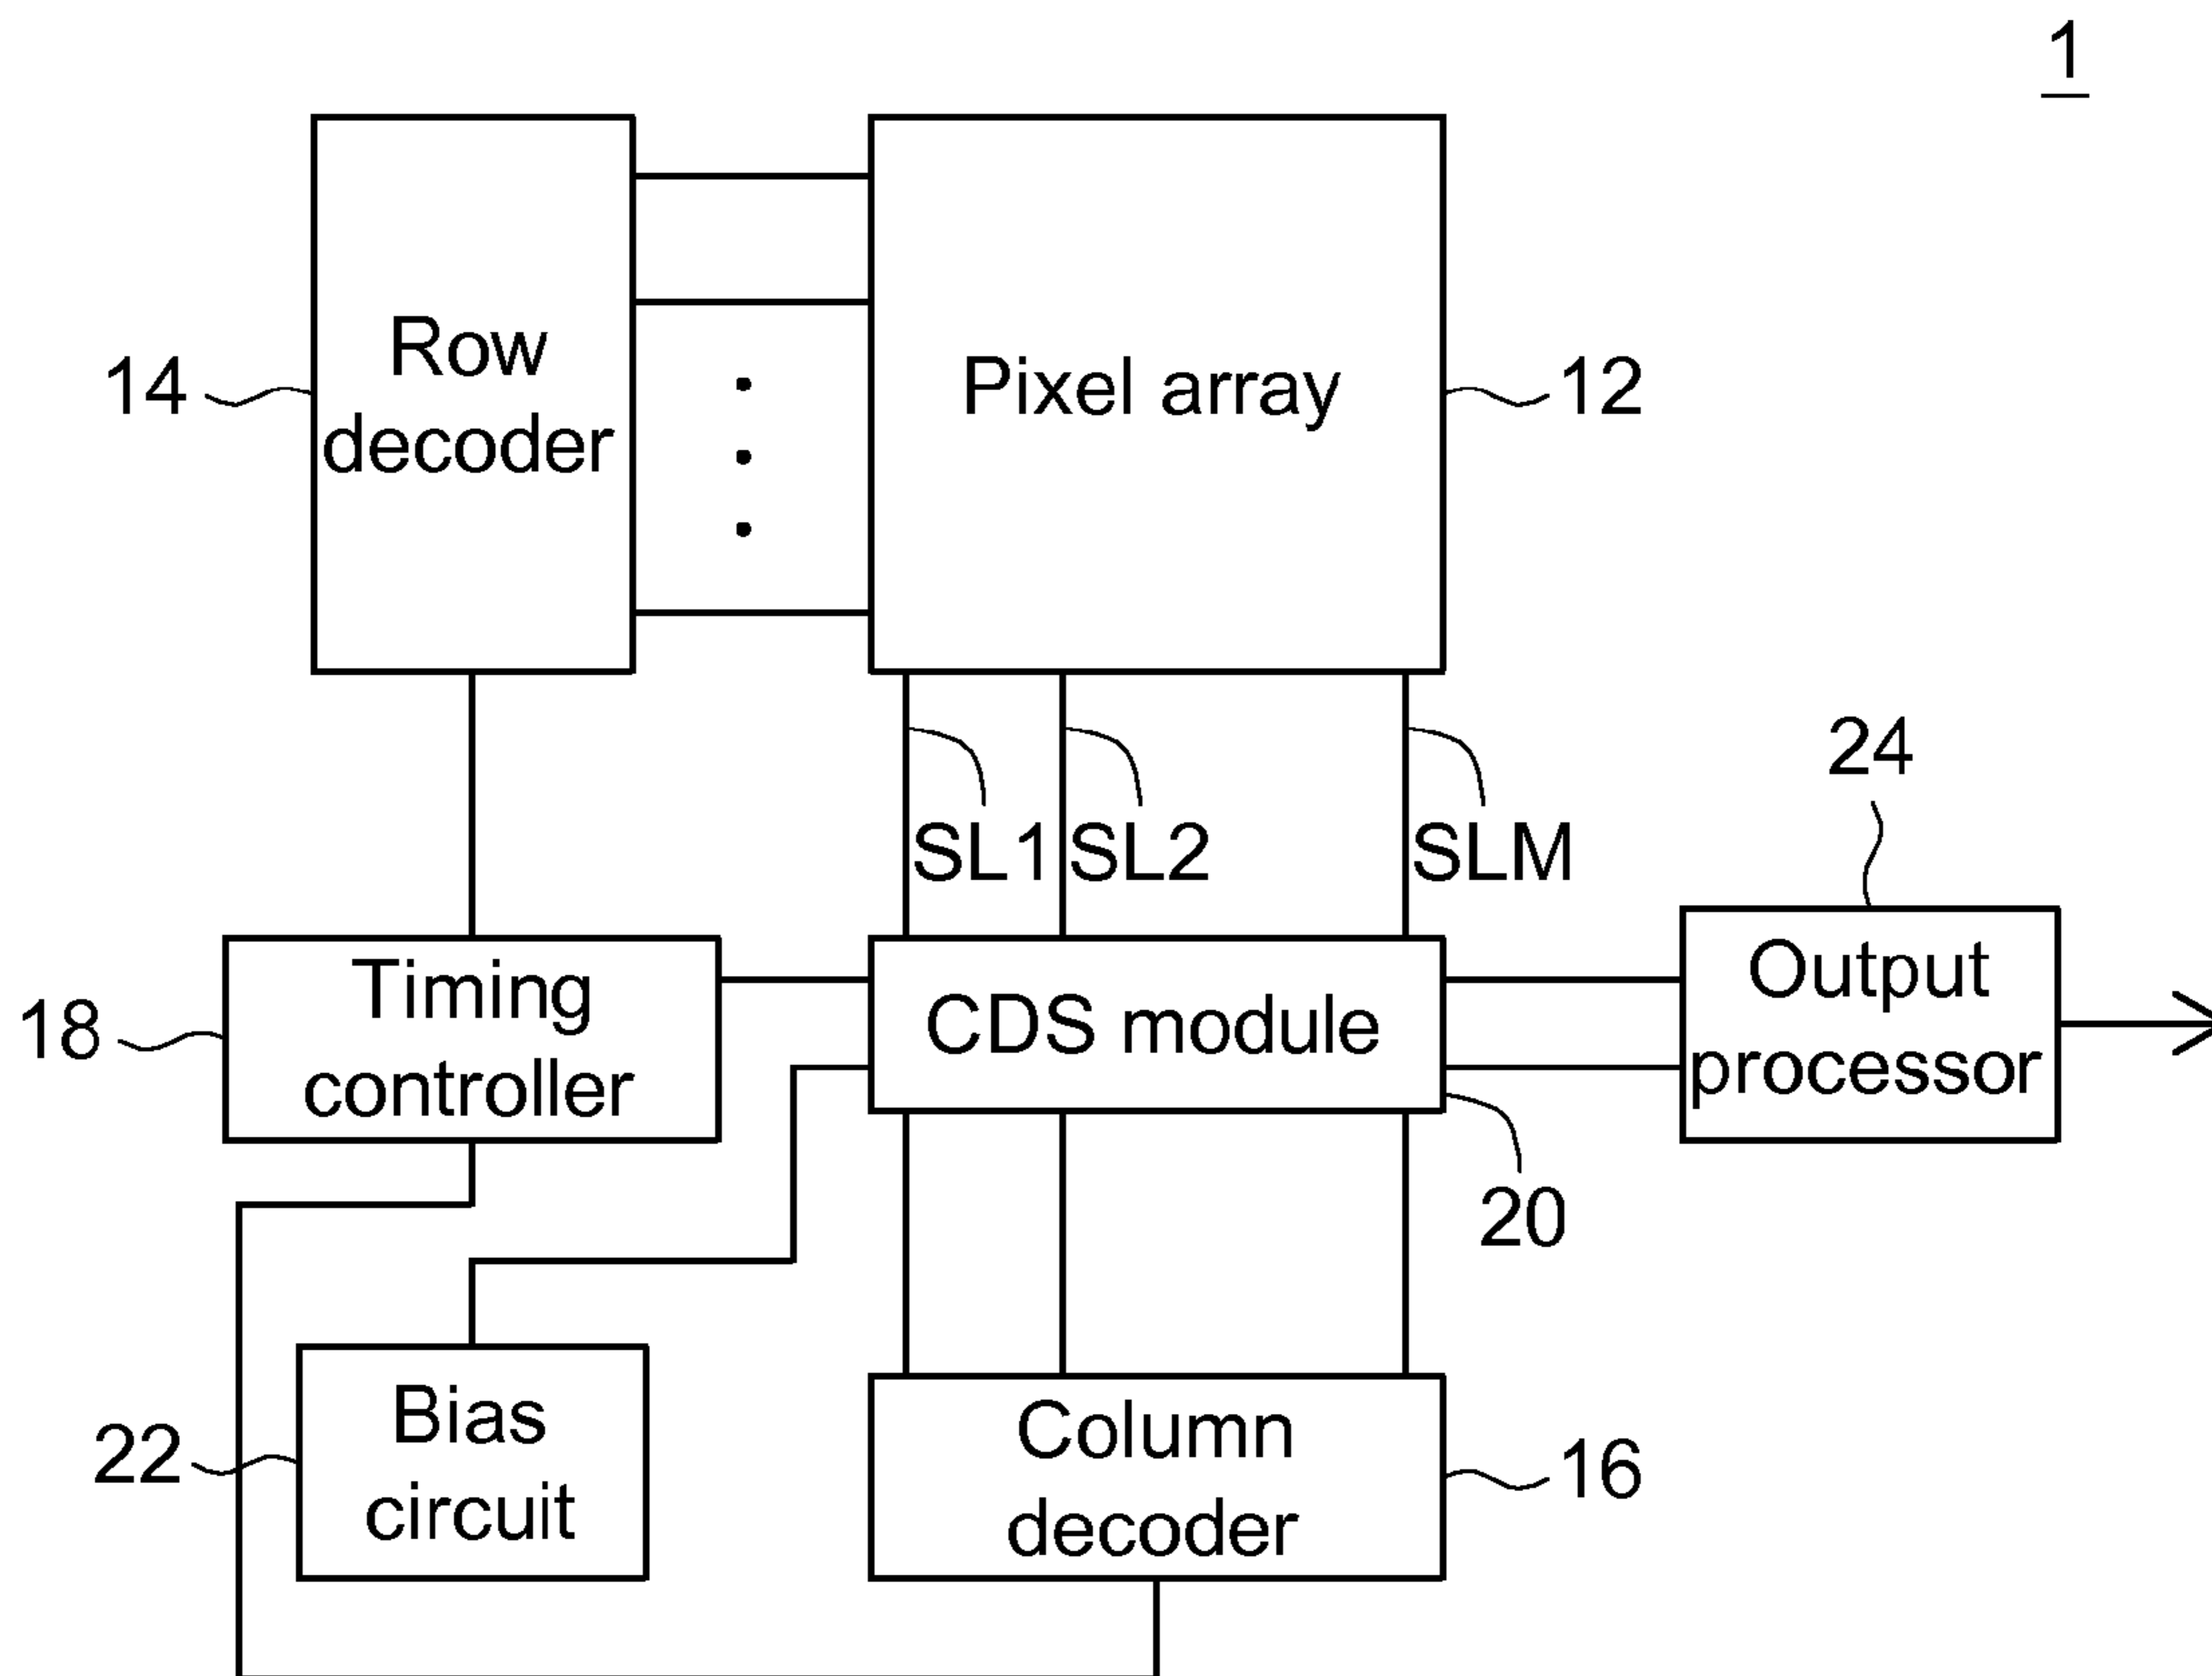 1
Row
decoder
14
Pixel array
12
SL1
SL2
SLM
24
Timing
controller
18
CDS module
Output
processor
20
Bias
circuit
22
Column
decoder
16